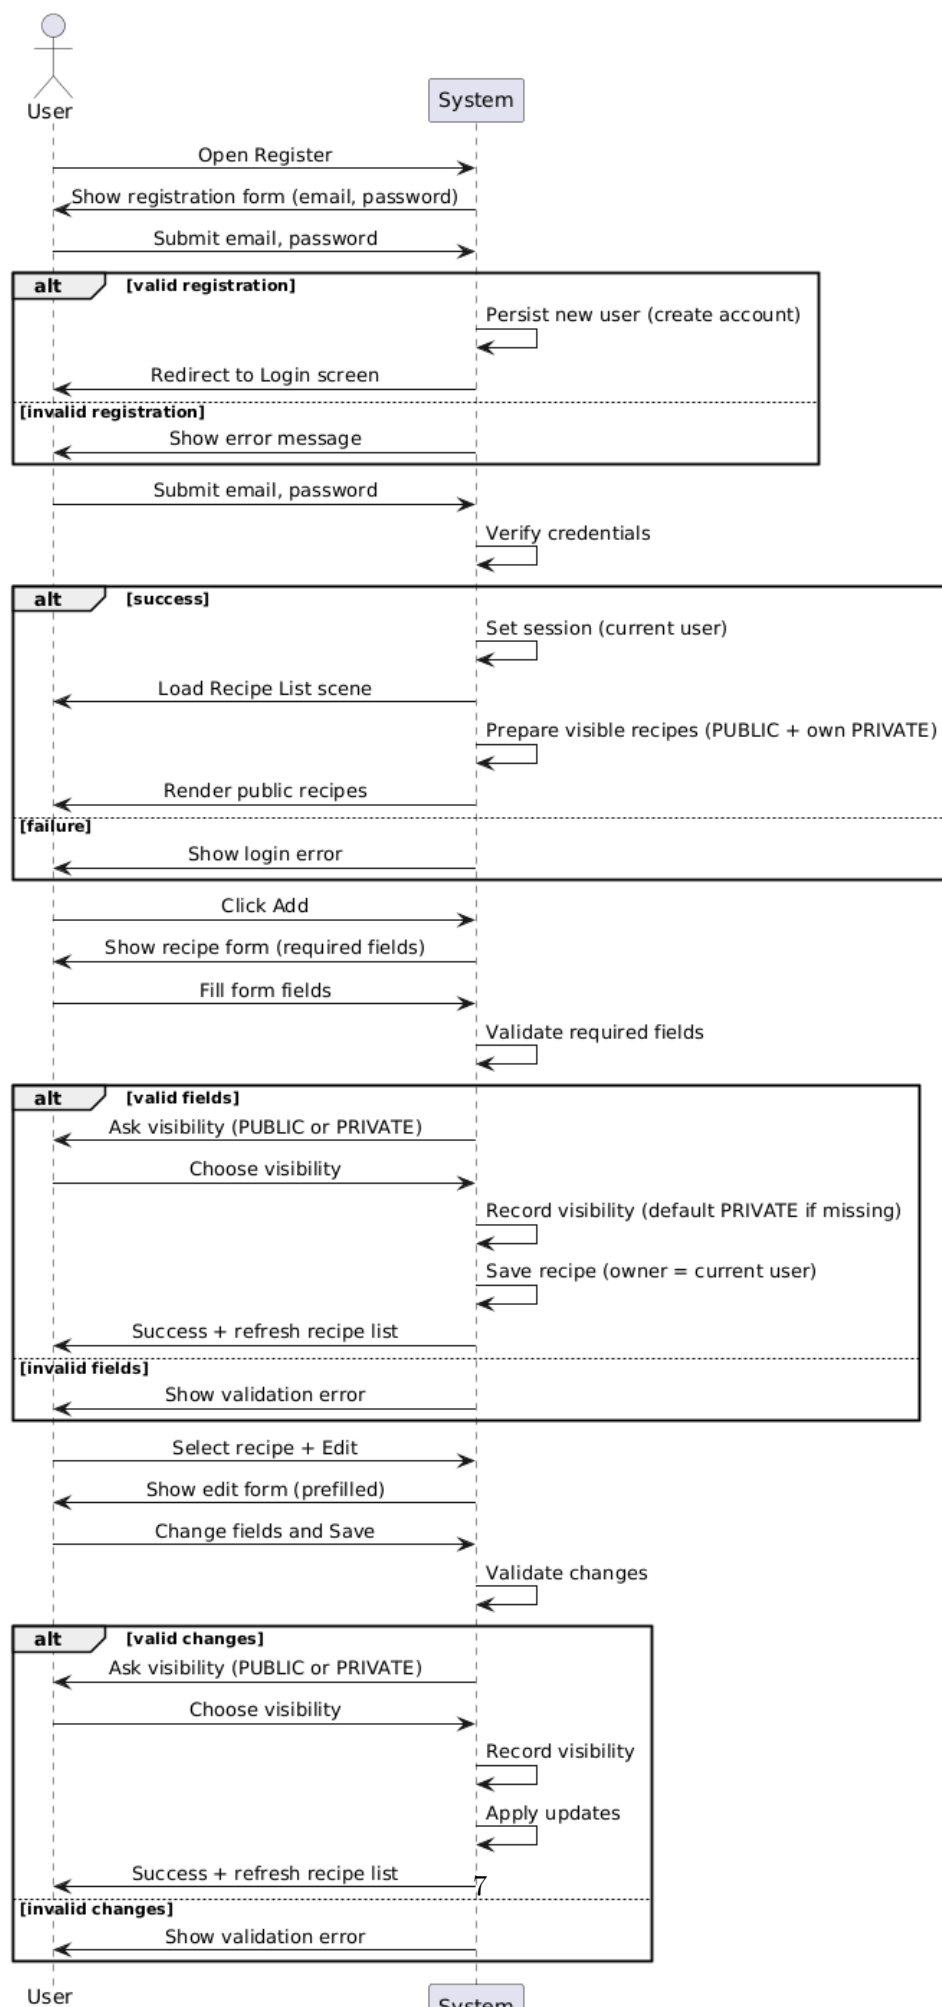 User
System
Open Register
Show registration form (email, password)
Submit email, password
alt [valid registration]
Persist new user (create account)
Redirect to Login screen
[invalid registration]
Show error message
Submit email, password
Verify credentials
alt [success]
Set session (current user)
Load Recipe List scene
Prepare visible recipes (PUBLIC + own PRIVATE)
Render public recipes
[failure]
Show login error
Click Add
Show recipe form (required fields)
Fill form fields
Validate required fields
alt [valid fields]
Ask visibility (PUBLIC or PRIVATE)
Choose visibility
Record visibility (default PRIVATE if missing)
Save recipe (owner = current user)
Success + refresh recipe list
[invalid fields]
Show validation error
Select recipe + Edit
Show edit form (prefilled)
Change fields and Save
Validate changes
alt [valid changes]
Ask visibility (PUBLIC or PRIVATE)
Choose visibility
Record visibility
Apply updates
Success + refresh recipe list
7
[invalid changes]
Show validation error
User
System